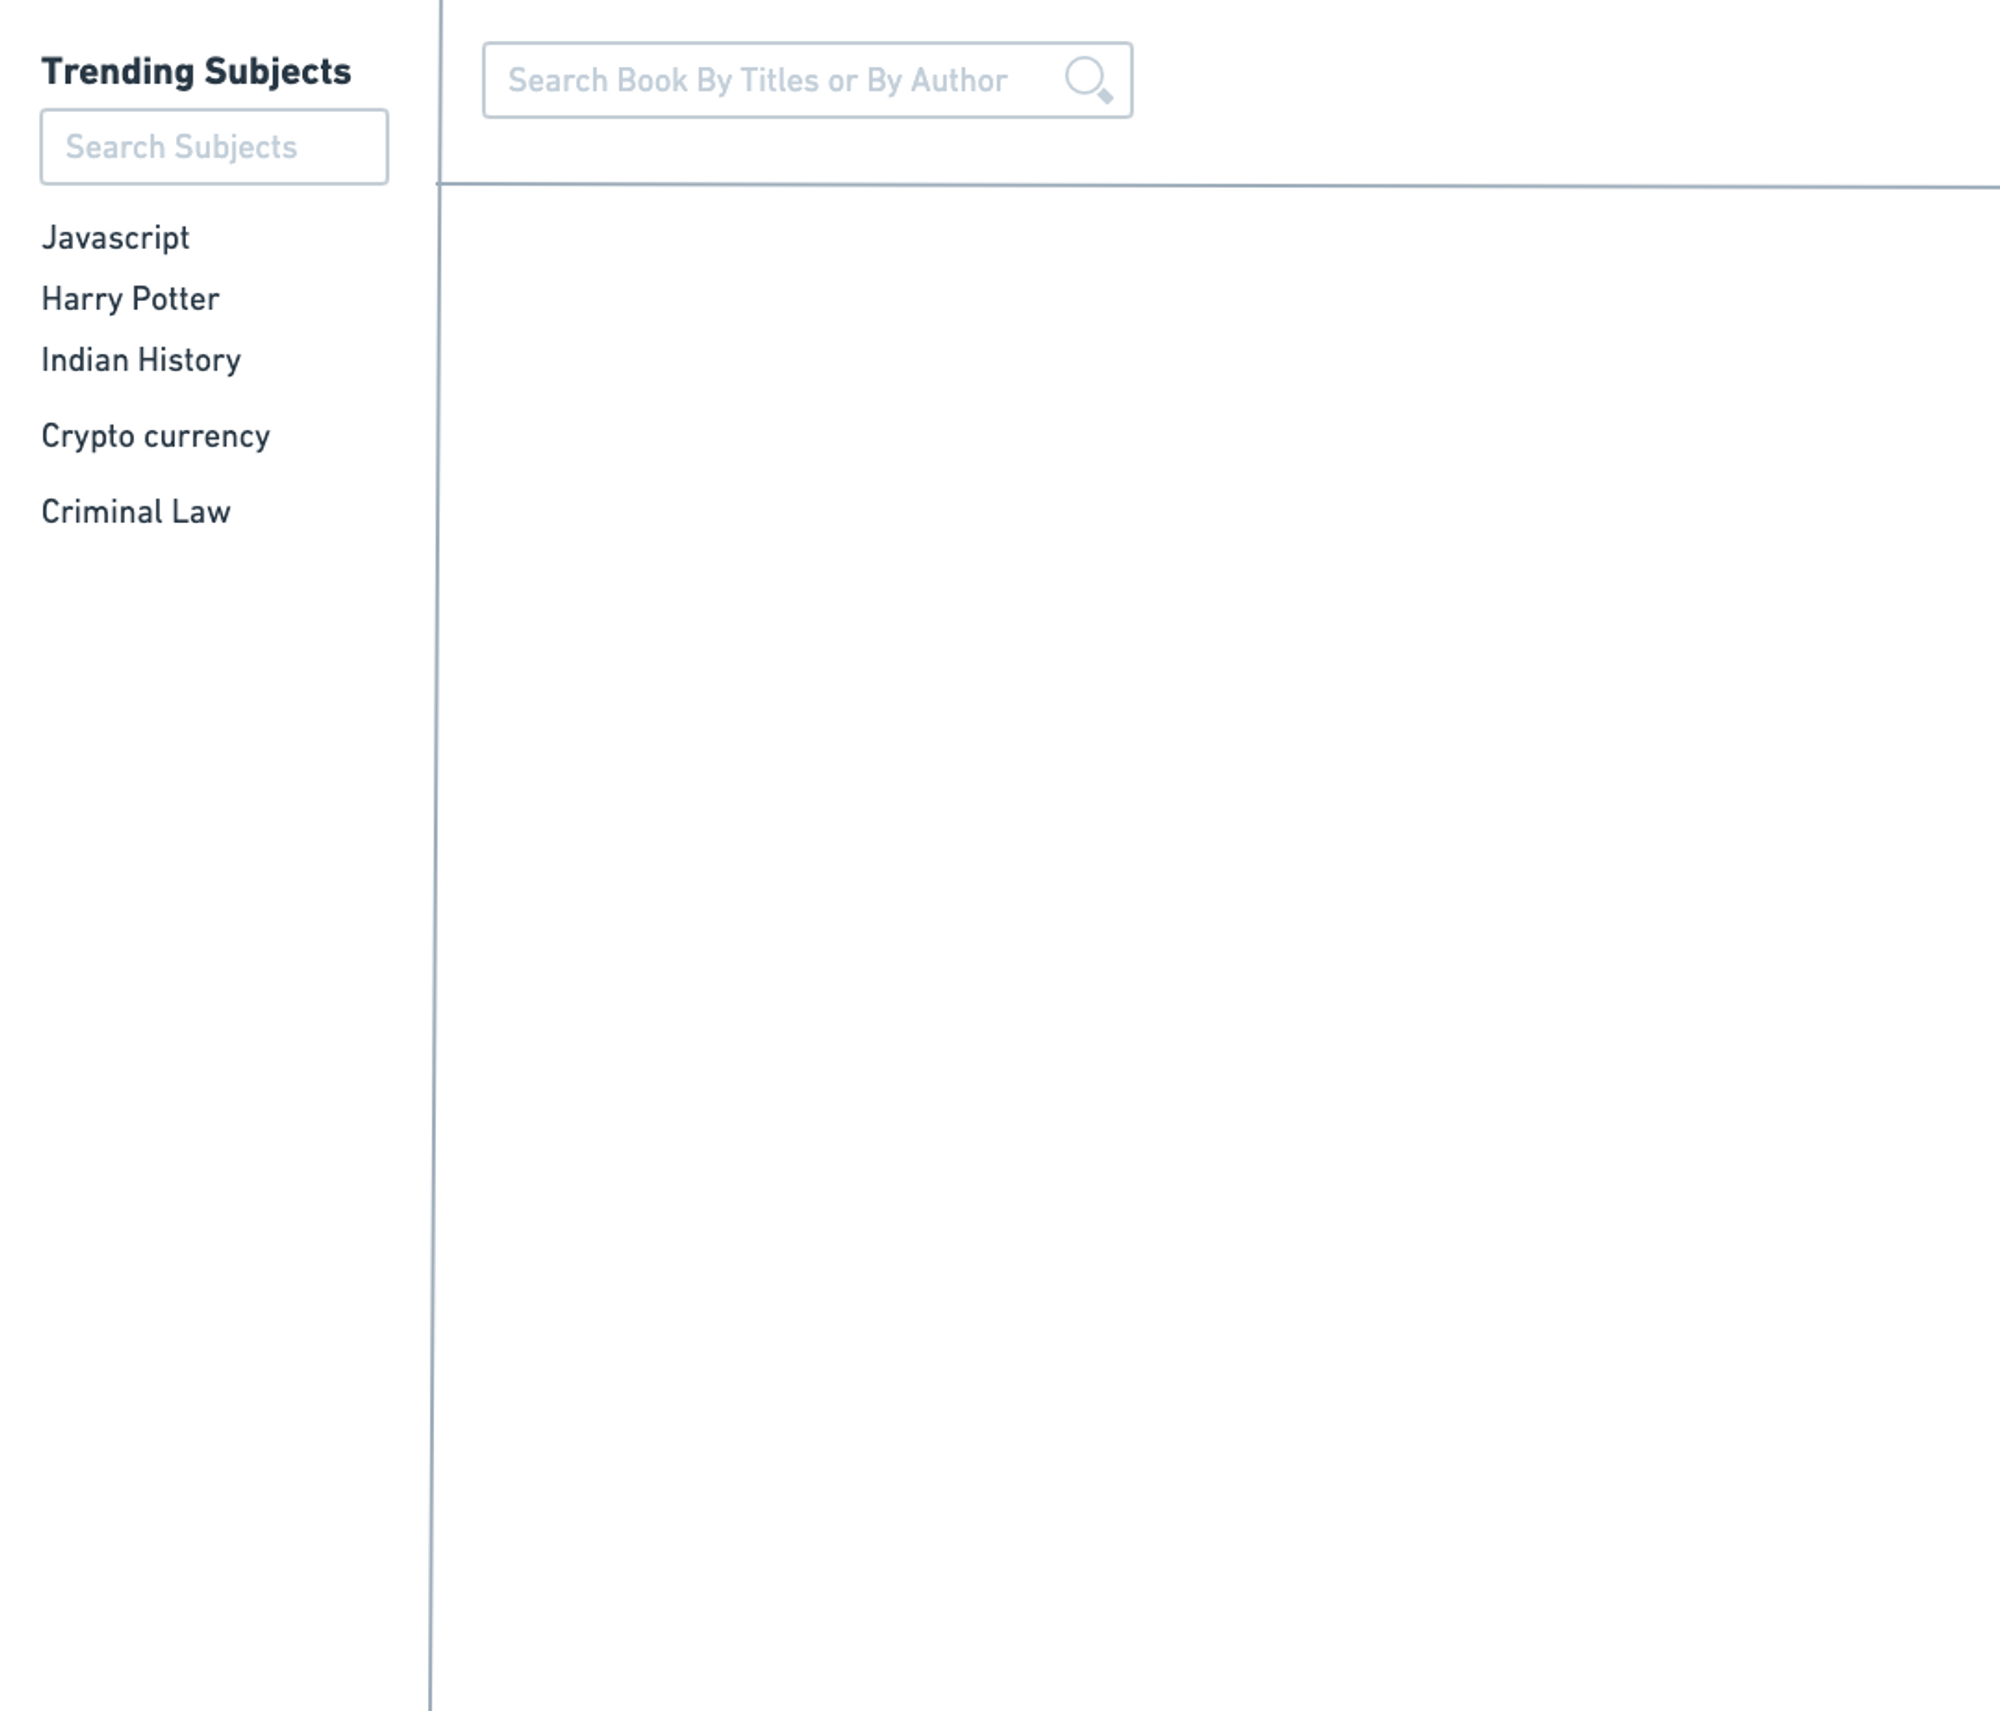 Trending Subjects
Search Subjects
Javascript
Harry Potter
Indian History
Crypto currency
Criminal Law
Search Book By Titles or By Author